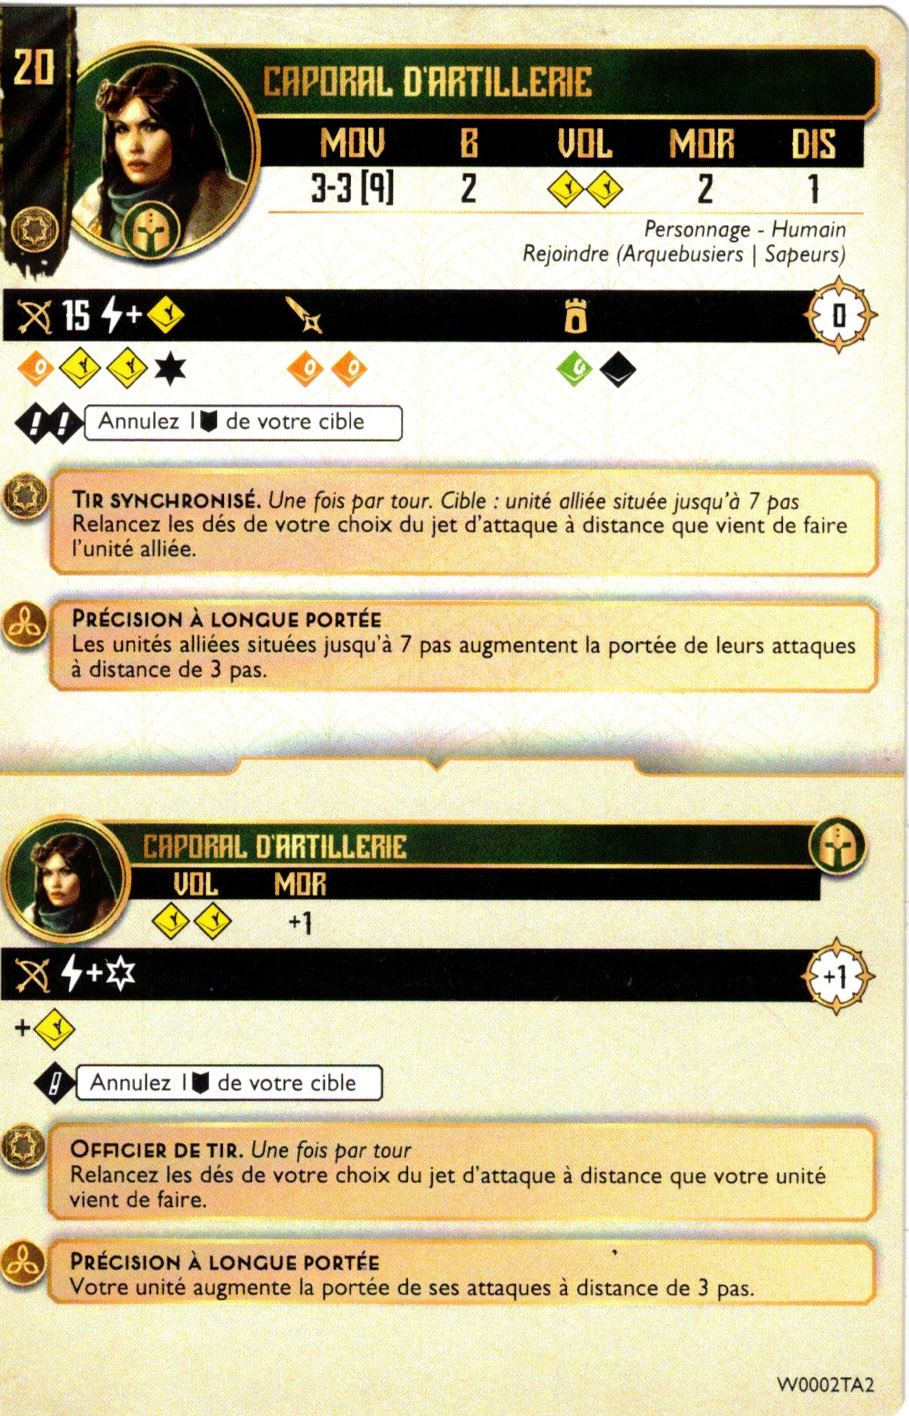 20
CAPORAL D'ARTILLERIE
MOV B VOL MOR DIS
3-3 [9] 2 2 1
Personnage - Humain
Rejoindre (Arquebusiers | Sapeurs)
15 + 0
!! Annulez 1 de votre cible
TIR SYNCHRONISÉ. Une fois par tour. Cible : unité alliée située jusqu'à 7 pas
Relancez les dés de votre choix du jet d'attaque à distance que vient de faire
l'unité alliée.
PRÉCISION À LONGUE PORTÉE
Les unités alliées situées jusqu'à 7 pas augmentent la portée de leurs attaques
à distance de 3 pas.
CAPORAL D'ARTILLERIE
VOL MOR
+1
+ +1
+
! Annulez 1 de votre cible
OFFICIER DE TIR. Une fois par tour
Relancez les dés de votre choix du jet d'attaque à distance que votre unité
vient de faire.
PRÉCISION À LONGUE PORTÉE
Votre unité augmente la portée de ses attaques à distance de 3 pas.
W0002TA2